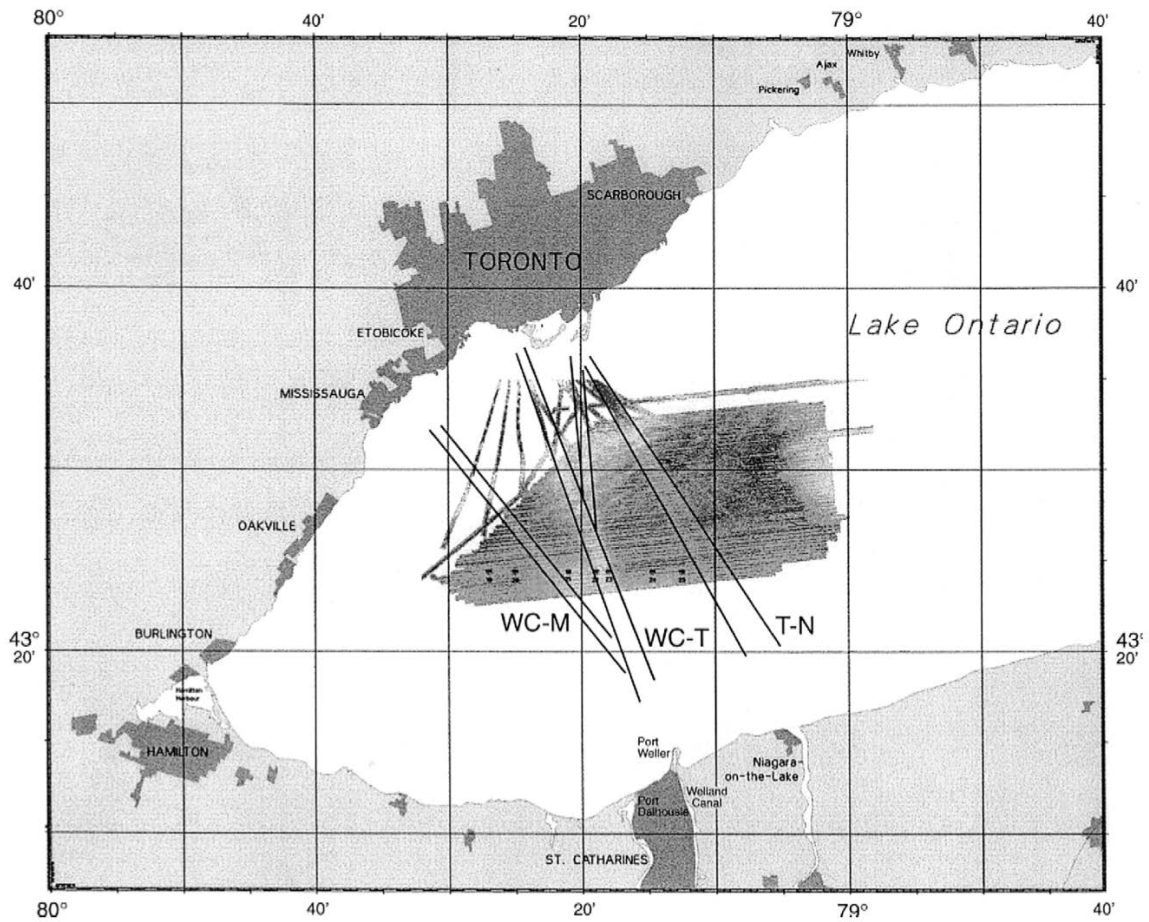 80°
40'
20'
79°
40'
Whitby
Ajax
Pickering
SCARBOROUGH
TORONTO
40'
40'
ETOBICOKE
Lake Ontario
MISSISSAUGA
OAKVILLE
WC-M
WC-T
T-N
BURLINGTON
43°
20'
43°
20'
Hamilton
Harbour
HAMILTON
Port
Weller
Niagara-
on-the-Lake
Welland
Canal
Port
Dalhousie
ST. CATHARINES
80°
40'
20'
79°
40'